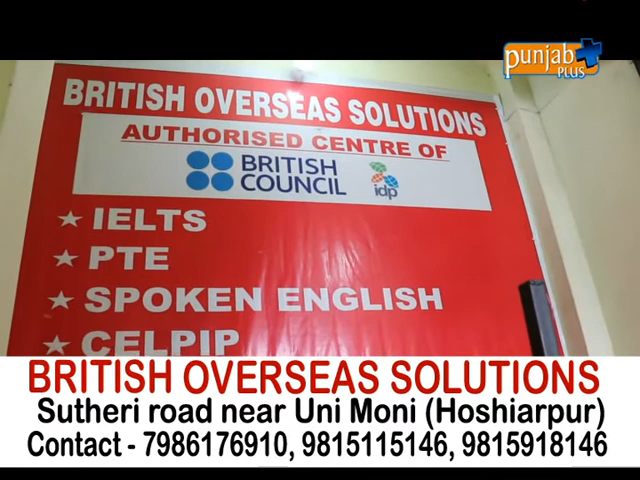 punjab
PLUS
BRITISH OVERSEAS SOLUTIONS
AUTHORISED CENTRE OF
BRITISH
COUNCIL
idp
★ IELTS
★ PTE
★ SPOKEN ENGLISH
★ CELPIP
BRITISH OVERSEAS SOLUTIONS
Sutheri road near Uni Moni (Hoshiarpur)
Contact - 7986176910, 9815115146, 9815918146